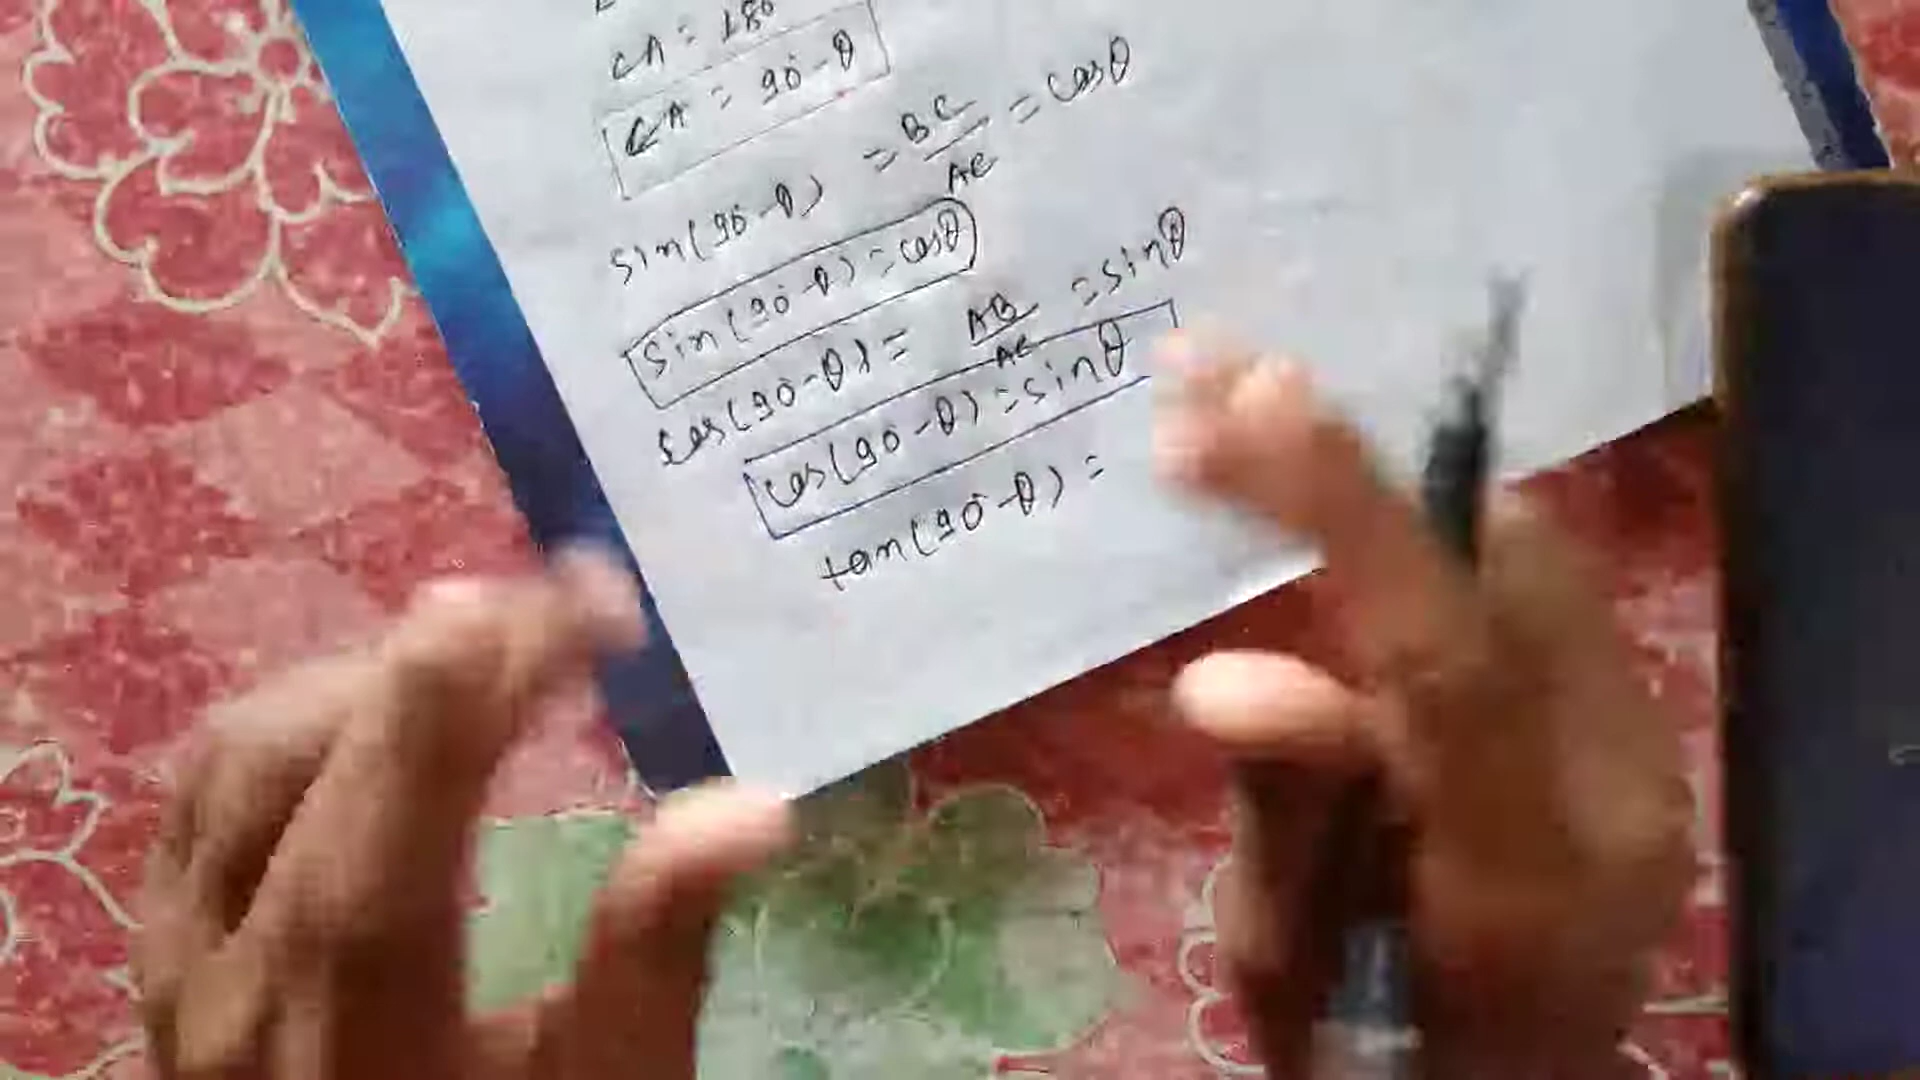 ∠A = 180
∠A = 90°-θ
sin(90°-θ) = BC/AC = cosθ
sin(90°-θ) = cosθ
cos(90°-θ) = AB/AC = sinθ
cos(90°-θ) = sinθ
tan(90°-θ) =